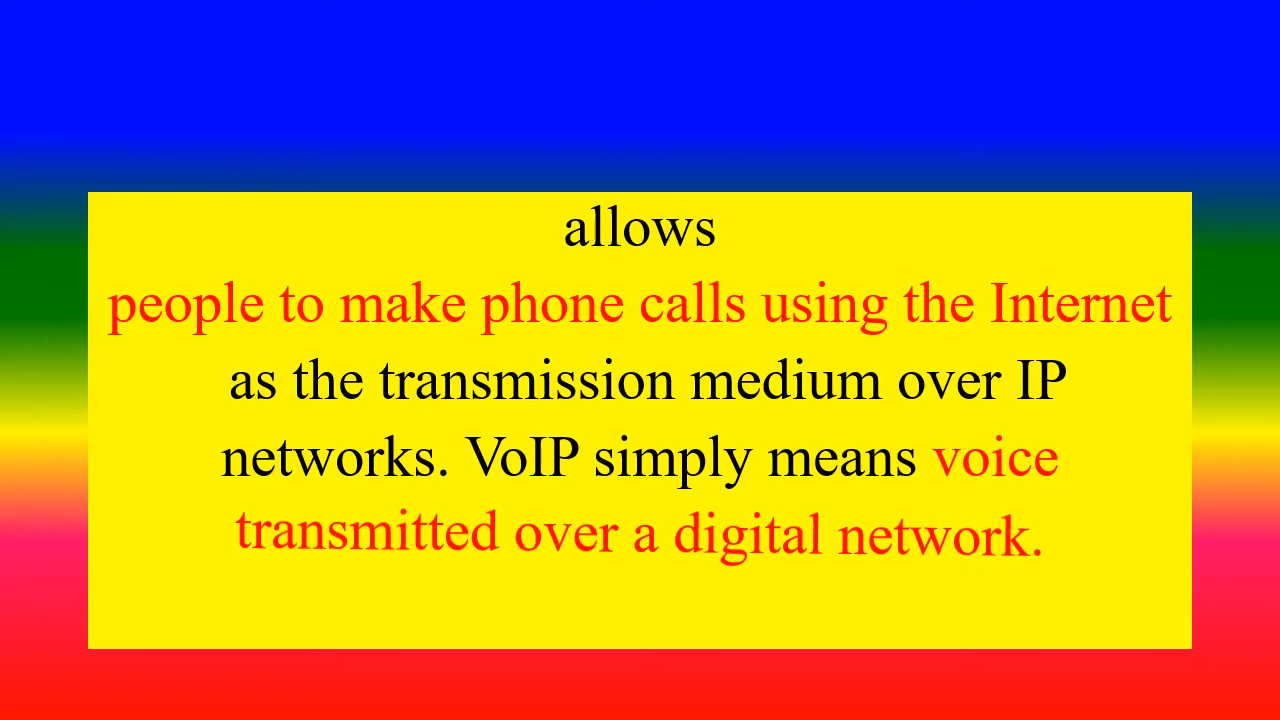 allows
people to make phone calls using the Internet
as the transmission medium over IP
networks. VoIP simply means voice
transmitted over a digital network.